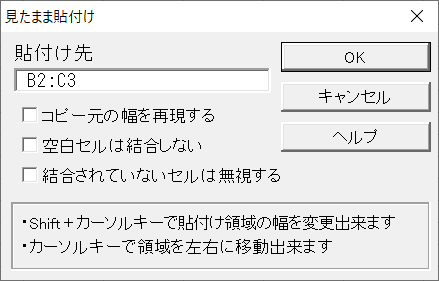 見たまま貼付け
貼付け先
B2:C3
コピー元の幅を再現する
空白セルは結合しない
結合されていないセルは無視する
OK
キャンセル
ヘルプ
・Shift+カーソルキーで貼付け領域の幅を変更出来ます
・カーソルキーで領域を左右に移動出来ます